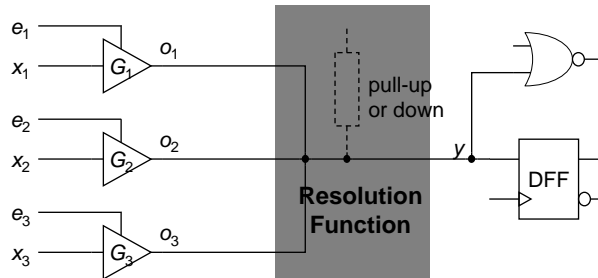 e1
x1
G1
o1
e2
x2
G2
o2
e3
x3
G3
o3
pull-up
or down
Resolution
Function
y
DFF